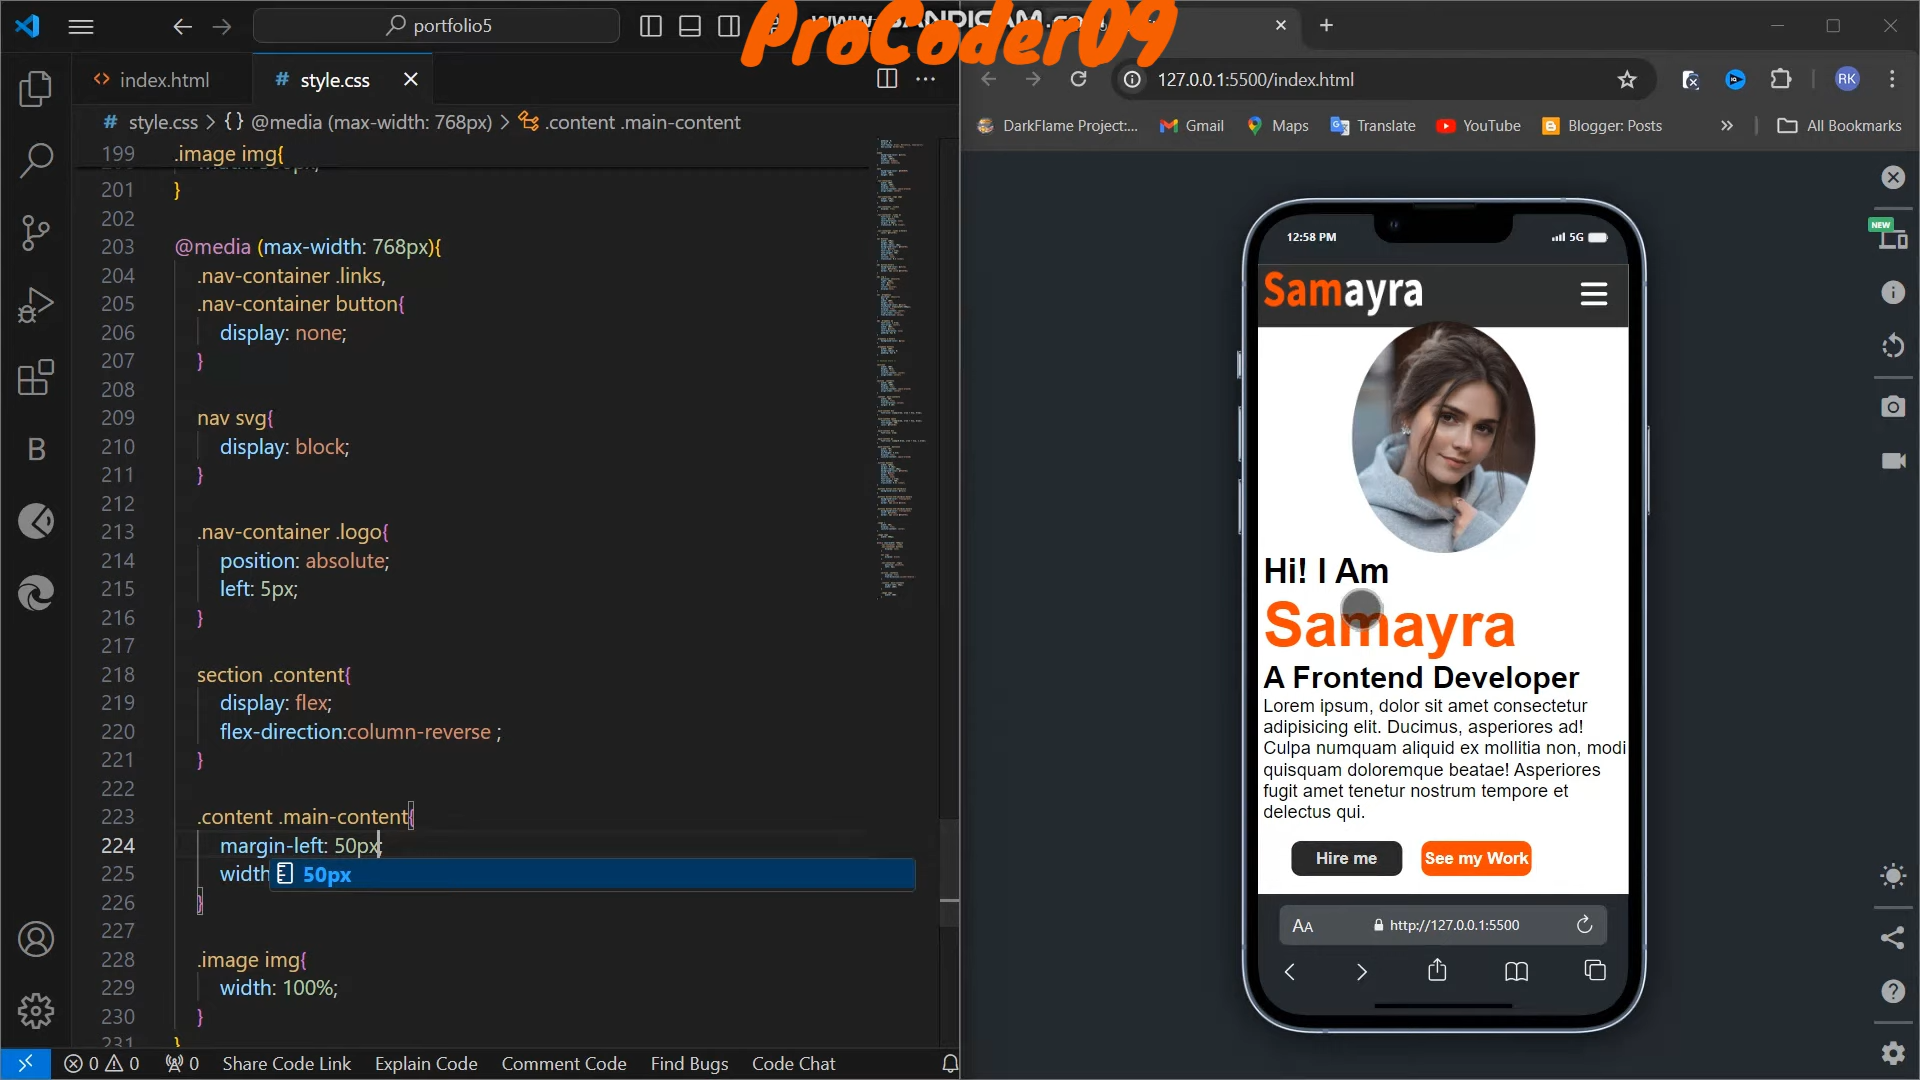 portfolio5
www.BANDICAM.com
ProCoder09
index.html
# style.css
127.0.0.1:5500/index.html
RK
# style.css > {} @media (max-width: 768px) > .content .main-content
DarkFlame Project:...
Gmail
Maps
Translate
YouTube
Blogger: Posts
All Bookmarks
199 .image img{
201 }
202
203 @media (max-width: 768px){
204 .nav-container .links,
205 .nav-container button{
206 display: none;
207 }
208
209 nav svg{
210 display: block;
211 }
212
213 .nav-container .logo{
214 position: absolute;
215 left: 5px;
216 }
217
218 section .content{
219 display: flex;
220 flex-direction:column-reverse ;
221 }
222
223 .content .main-content{
224 margin-left: 50px;
225 width
50px
226 }
227
228 .image img{
229 width: 100%;
230 }
231 }
B
0 0 0 Share Code Link Explain Code Comment Code Find Bugs Code Chat
NEW
12:58 PM
5G
Samayra
Hi! I Am
Samayra
A Frontend Developer
Lorem ipsum, dolor sit amet consectetur
adipisicing elit. Ducimus, asperiores ad!
Culpa numquam aliquid ex mollitia non, modi
quisquam doloremque beatae! Asperiores
fugit amet tenetur nostrum tempore et
delectus qui.
Hire me
See my Work
AA http://127.0.0.1:5500